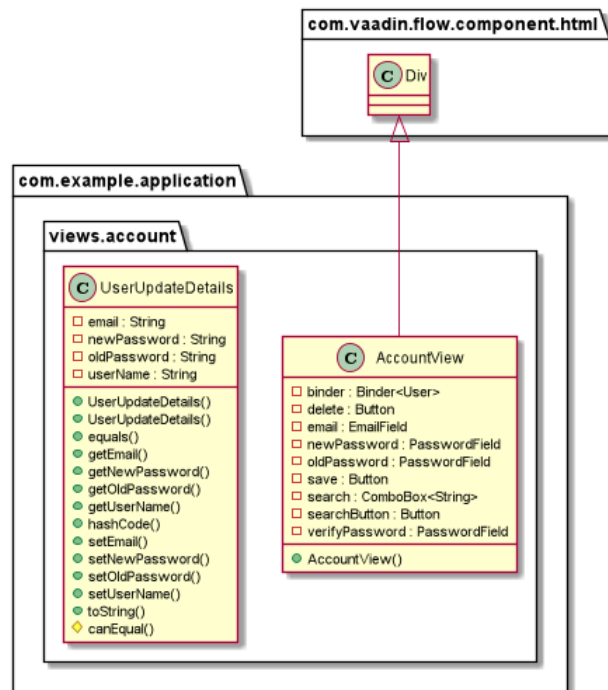 com.vaadin.flow.component.html
C Div
com.example.application
views.account
C UserUpdateDetails
email : String
newPassword : String
oldPassword : String
userName : String
UserUpdateDetails()
UserUpdateDetails()
equals()
getEmail()
getNewPassword()
getOldPassword()
getUserName()
hashCode()
setEmail()
setNewPassword()
setOldPassword()
setUserName()
toString()
canEqual()
C AccountView
binder : Binder<User>
delete : Button
email : EmailField
newPassword : PasswordField
oldPassword : PasswordField
save : Button
search : ComboBox<String>
searchButton : Button
verifyPassword : PasswordField
AccountView()